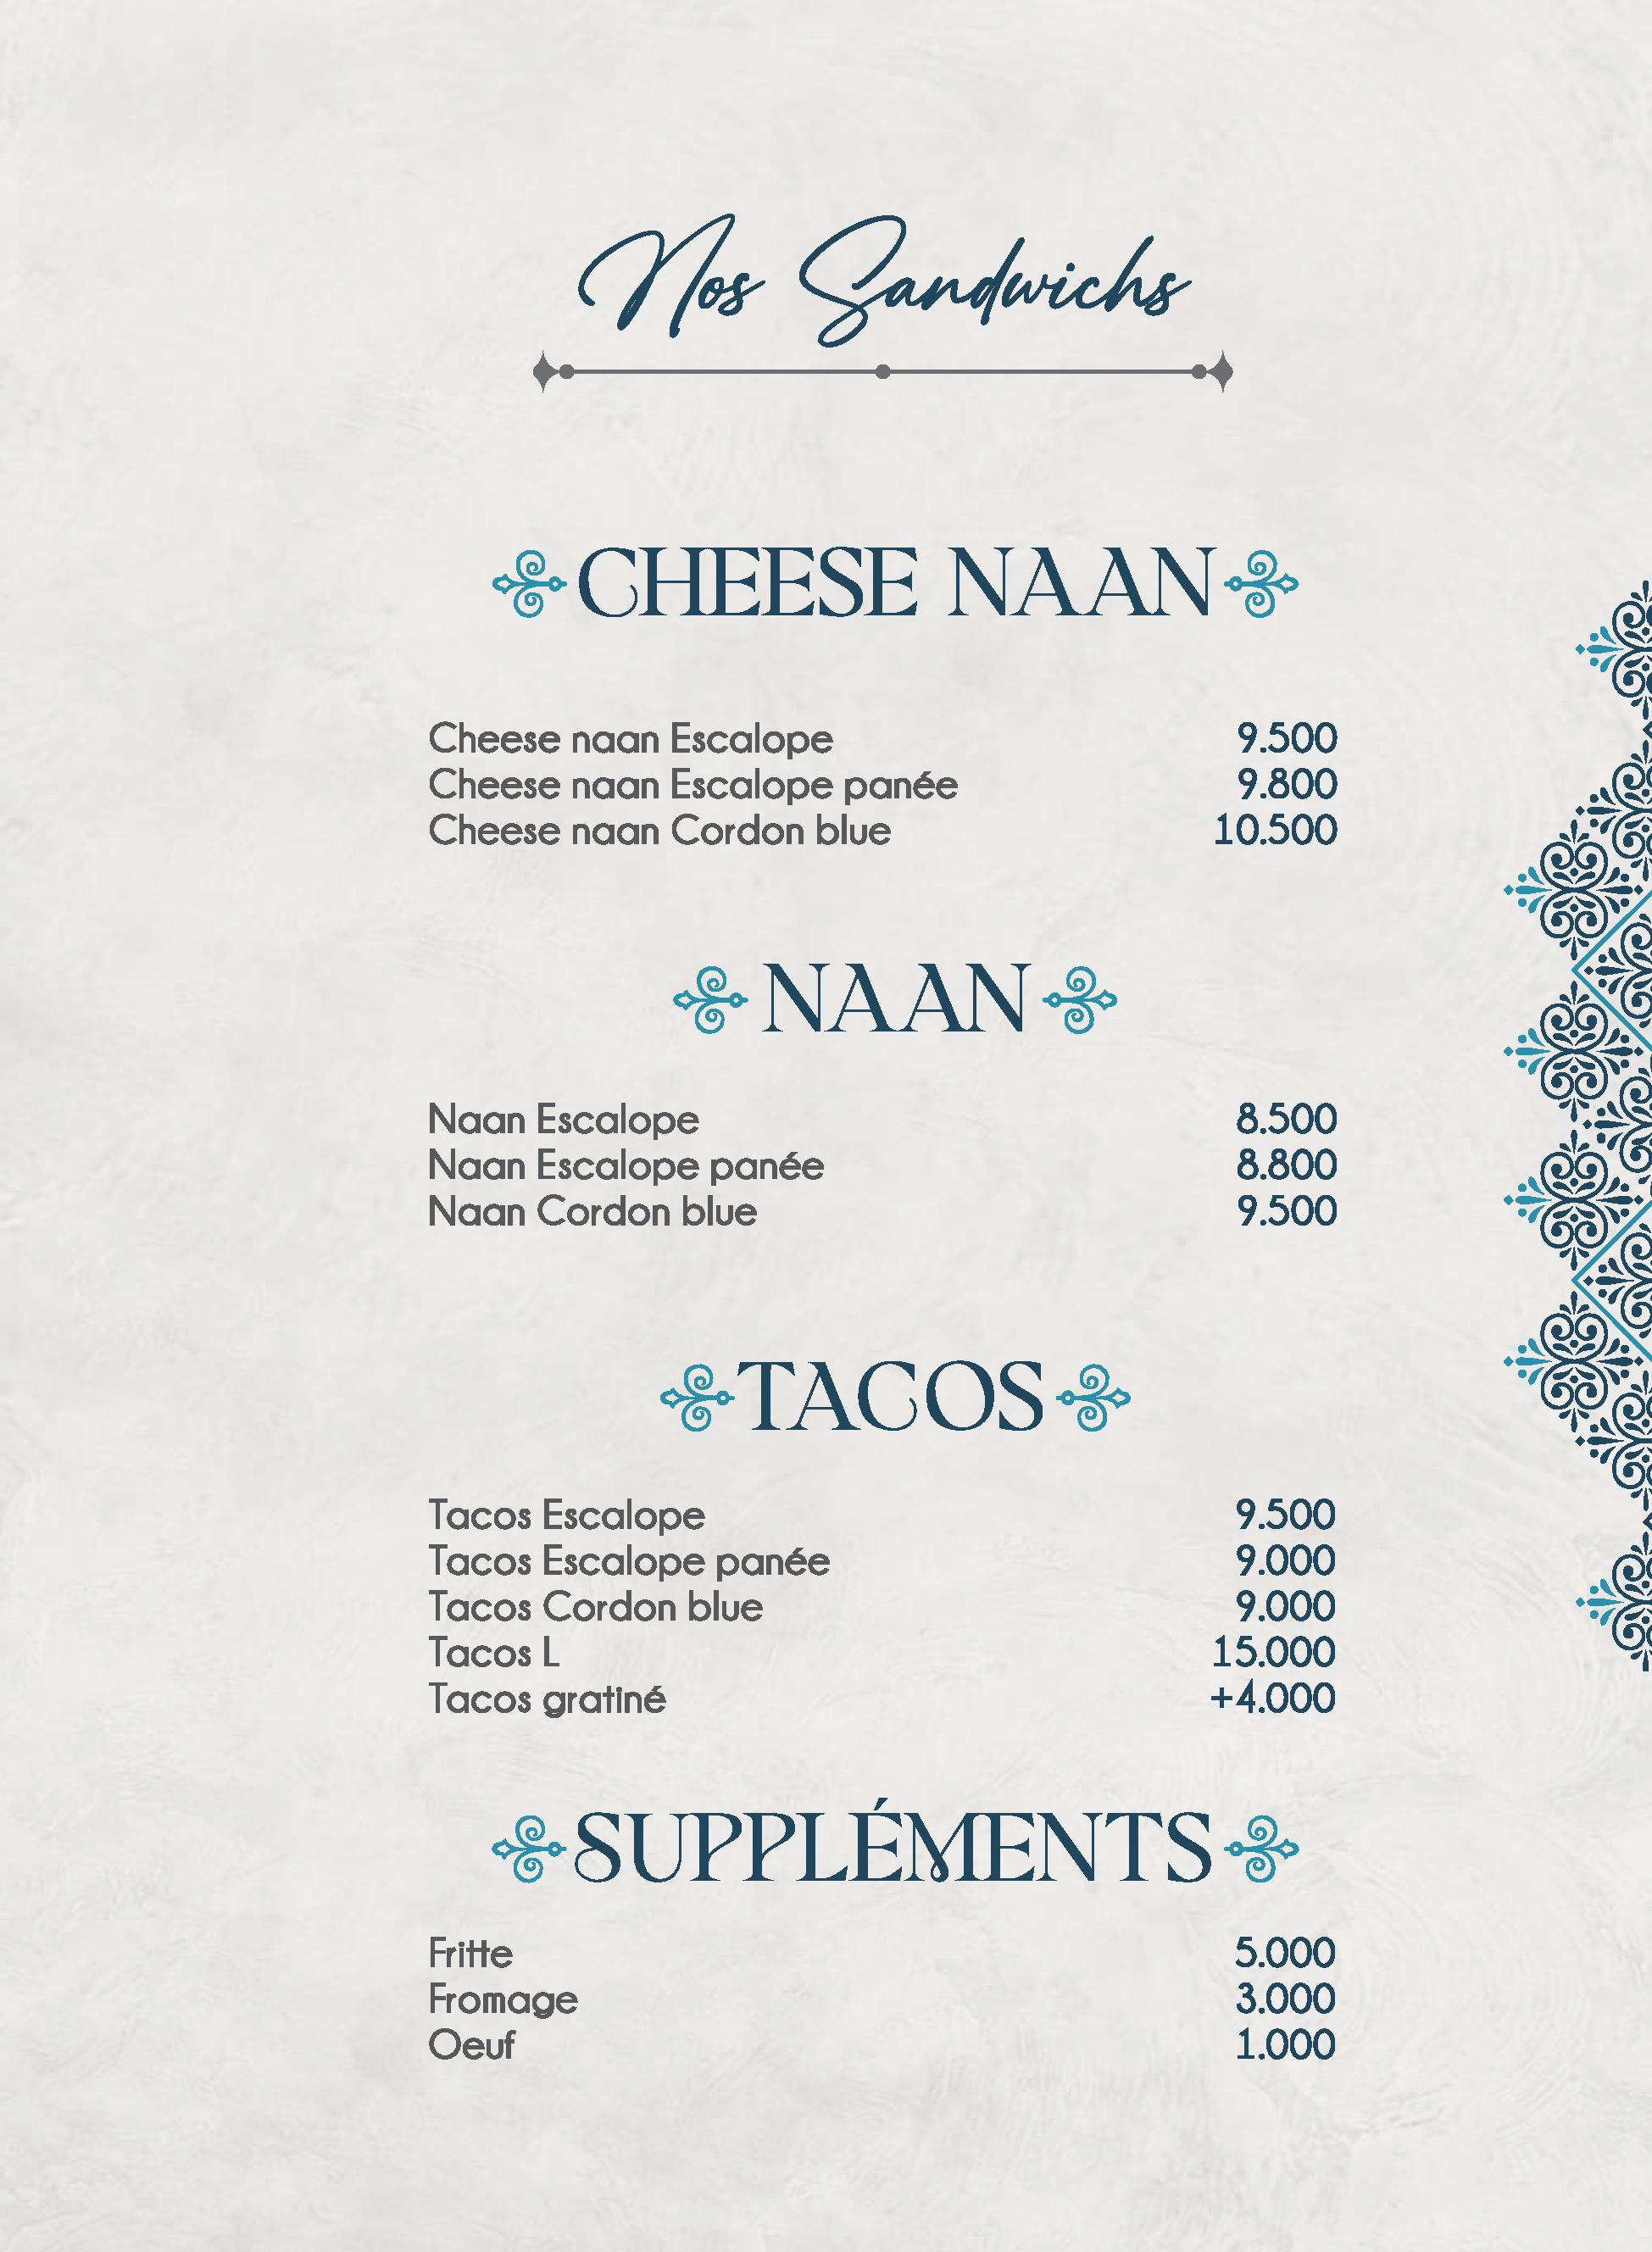 Nos Sandwichs
CHEESE NAAN
Cheese naan Escalope 9.500
Cheese naan Escalope panée 9.800
Cheese naan Cordon blue 10.500
NAAN
Naan Escalope 8.500
Naan Escalope panée 8.800
Naan Cordon blue 9.500
TACOS
Tacos Escalope 9.500
Tacos Escalope panée 9.000
Tacos Cordon blue 9.000
Tacos L 15.000
Tacos gratiné +4.000
SUPPLÉMENTS
Fritte 5.000
Fromage 3.000
Oeuf 1.000